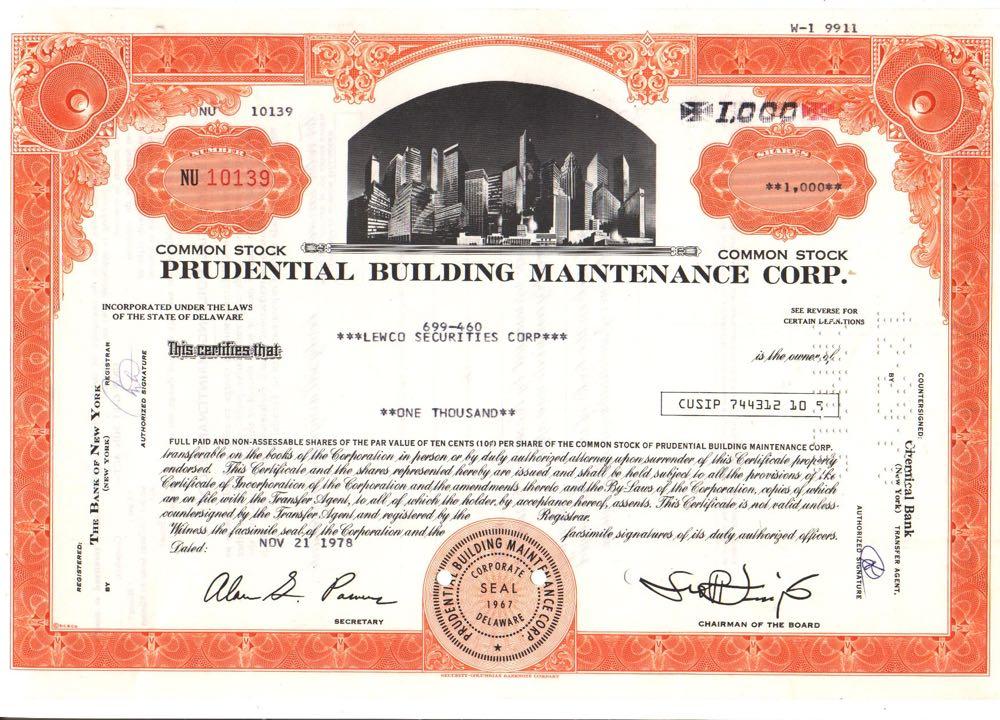 W-1 9911
NU 10139
1,000
NUMBER
NU 10139
SHARES
**1,000**
COMMON STOCK
COMMON STOCK
PRUDENTIAL BUILDING MAINTENANCE CORP.
INCORPORATED UNDER THE LAWS
OF THE STATE OF DELAWARE
SEE REVERSE FOR
CERTAIN DEFINITIONS
This certifies that
699-460
***LEWCO SECURITIES CORP***
is the owner of
**ONE THOUSAND**
CUSIP 744312 10 5
FULL PAID AND NON-ASSESSABLE SHARES OF THE PAR VALUE OF TEN CENTS (10¢) PER SHARE OF THE COMMON STOCK OF PRUDENTIAL BUILDING MAINTENANCE CORP.
transferable on the books of the Corporation in person or by duly authorized attorney upon surrender of this Certificate properly
endorsed. This Certificate and the shares represented hereby are issued and shall be held subject to all the provisions of the
Certificate of Incorporation of the Corporation and the amendments thereto and the By-Laws of the Corporation, copies of which
are on file with the Transfer Agent, to all of which the holder, by acceptance hereof, assents. This Certificate is not valid unless
countersigned by the Transfer Agent and registered by the Registrar.
Witness the facsimile seal of the Corporation and the facsimile signatures of its duly authorized officers.
Dated:
NOV 21 1978
SECRETARY
CHAIRMAN OF THE BOARD
PRUDENTIAL BUILDING MAINTENANCE CORP
CORPORATE
SEAL
1967
DELAWARE
REGISTERED:
THE BANK OF NEW YORK
(NEW YORK)
REGISTRAR
BY
AUTHORIZED SIGNATURE
COUNTERSIGNED:
Chemical Bank
(New York)
TRANSFER AGENT,
BY
AUTHORIZED SIGNATURE
SECURITY-COLUMBIAN BANKNOTE COMPANY